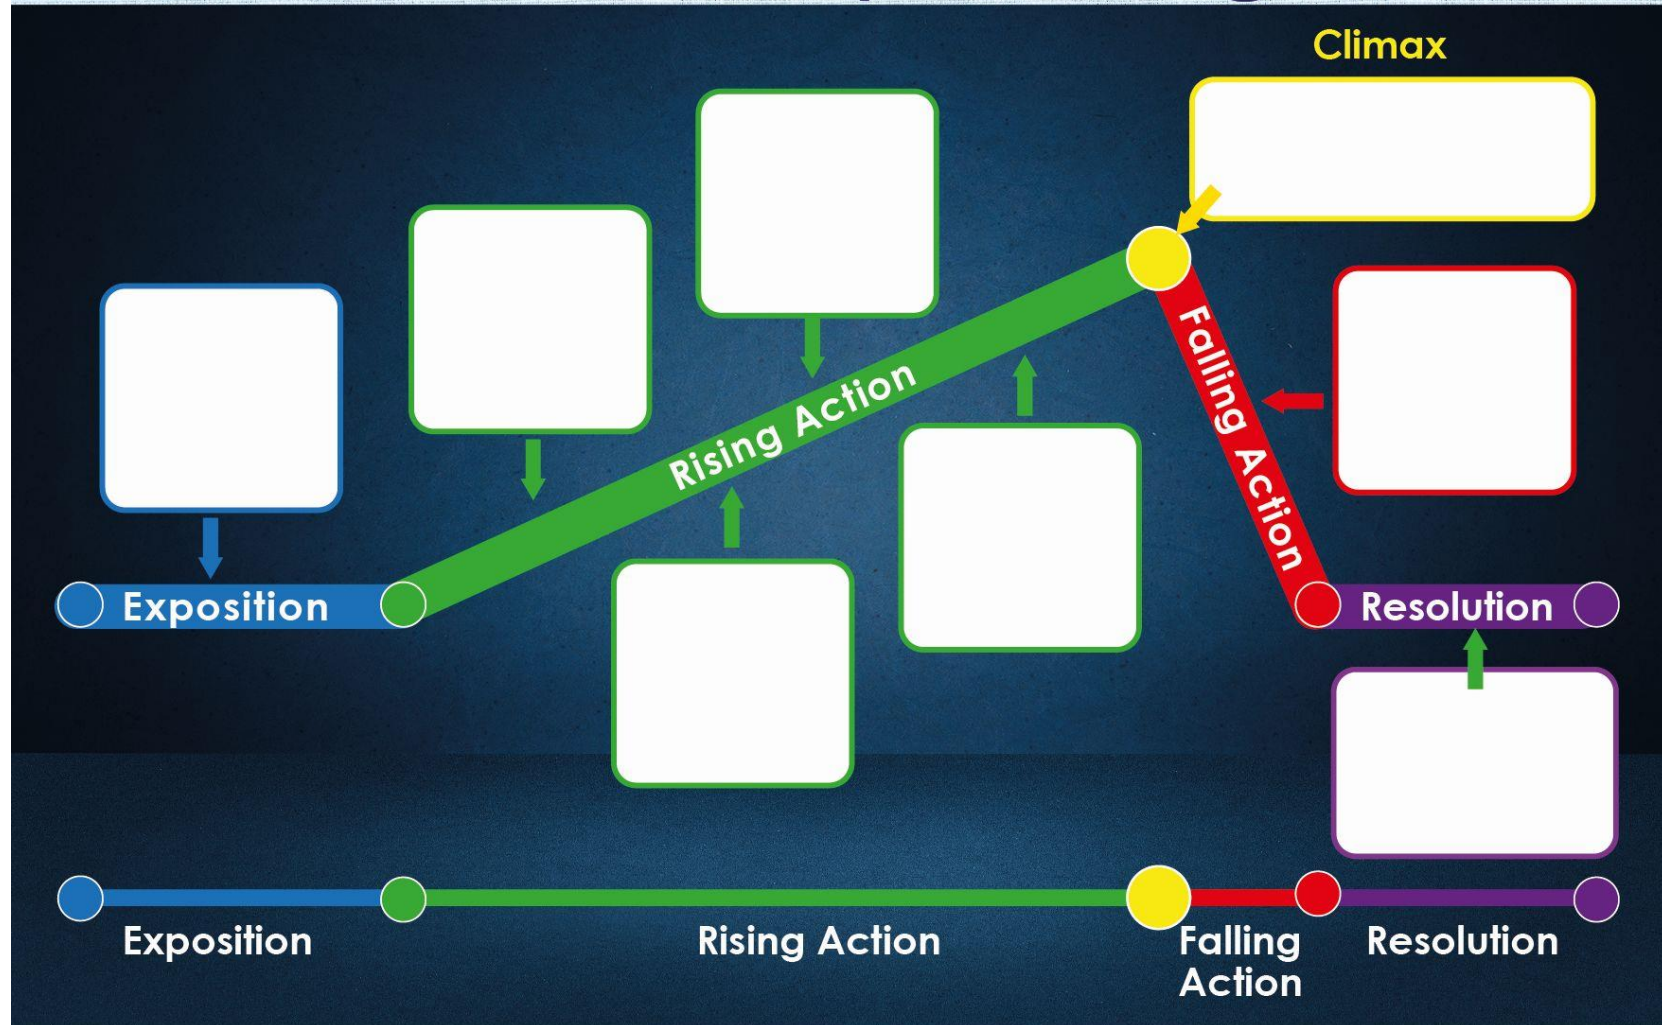 Climax
Rising Action
Falling Action
Exposition
Resolution
Exposition
Rising Action
Falling
Action
Resolution